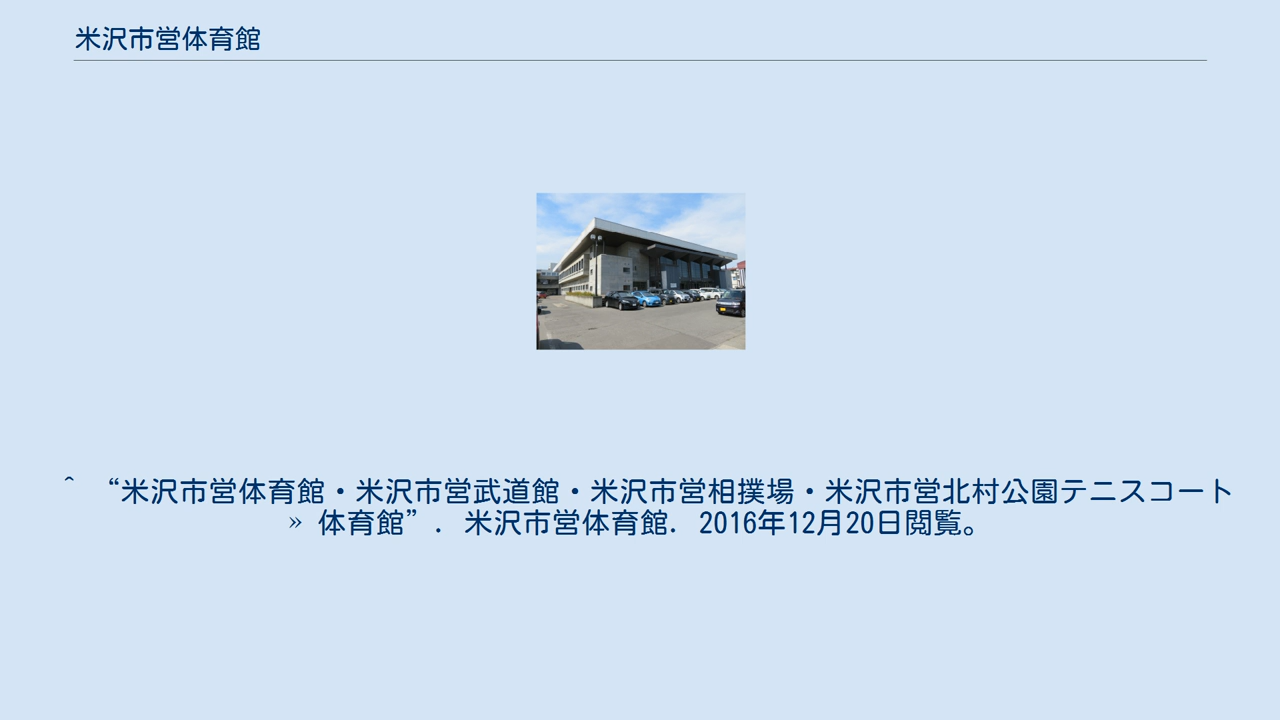 米沢市営体育館
^ “米沢市営体育館・米沢市営武道館・米沢市営相撲場・米沢市営北村公園テニスコート
» 体育館”. 米沢市営体育館. 2016年12月20日閲覧。